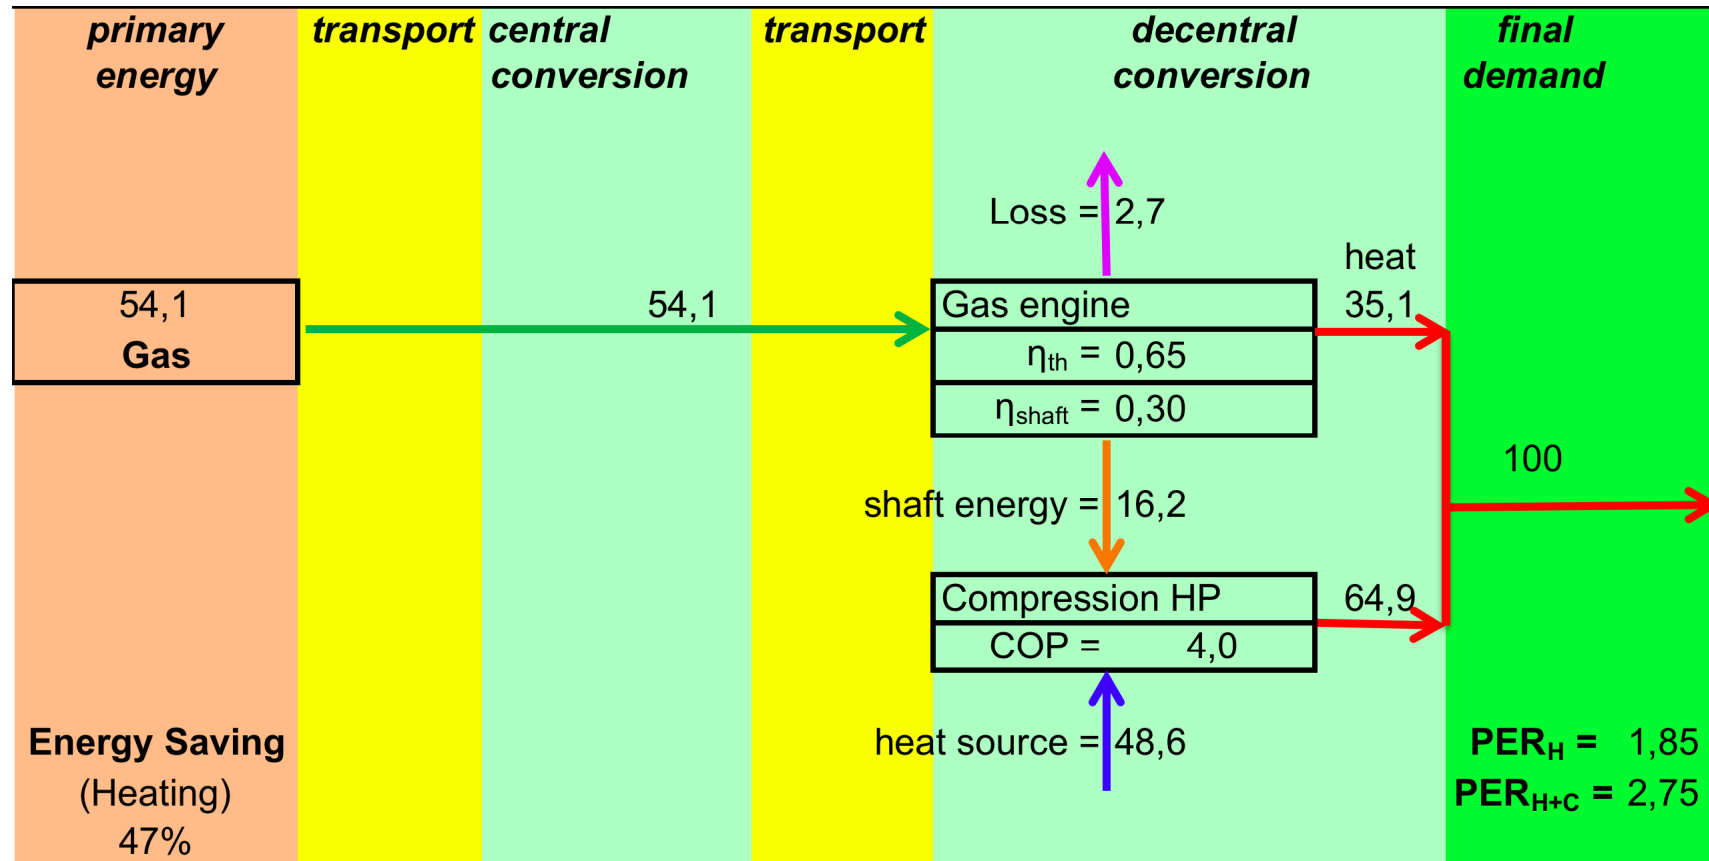 primary energy
transport
central conversion
transport
decentral conversion
final demand
Loss = 2,7
heat
54,1
Gas
54,1
Gas engine
35,1
ηth = 0,65
ηshaft = 0,30
100
shaft energy = 16,2
Compression HP
64,9
COP = 4,0
Energy Saving
(Heating)
47%
heat source = 48,6
PERH = 1,85
PERH+C = 2,75